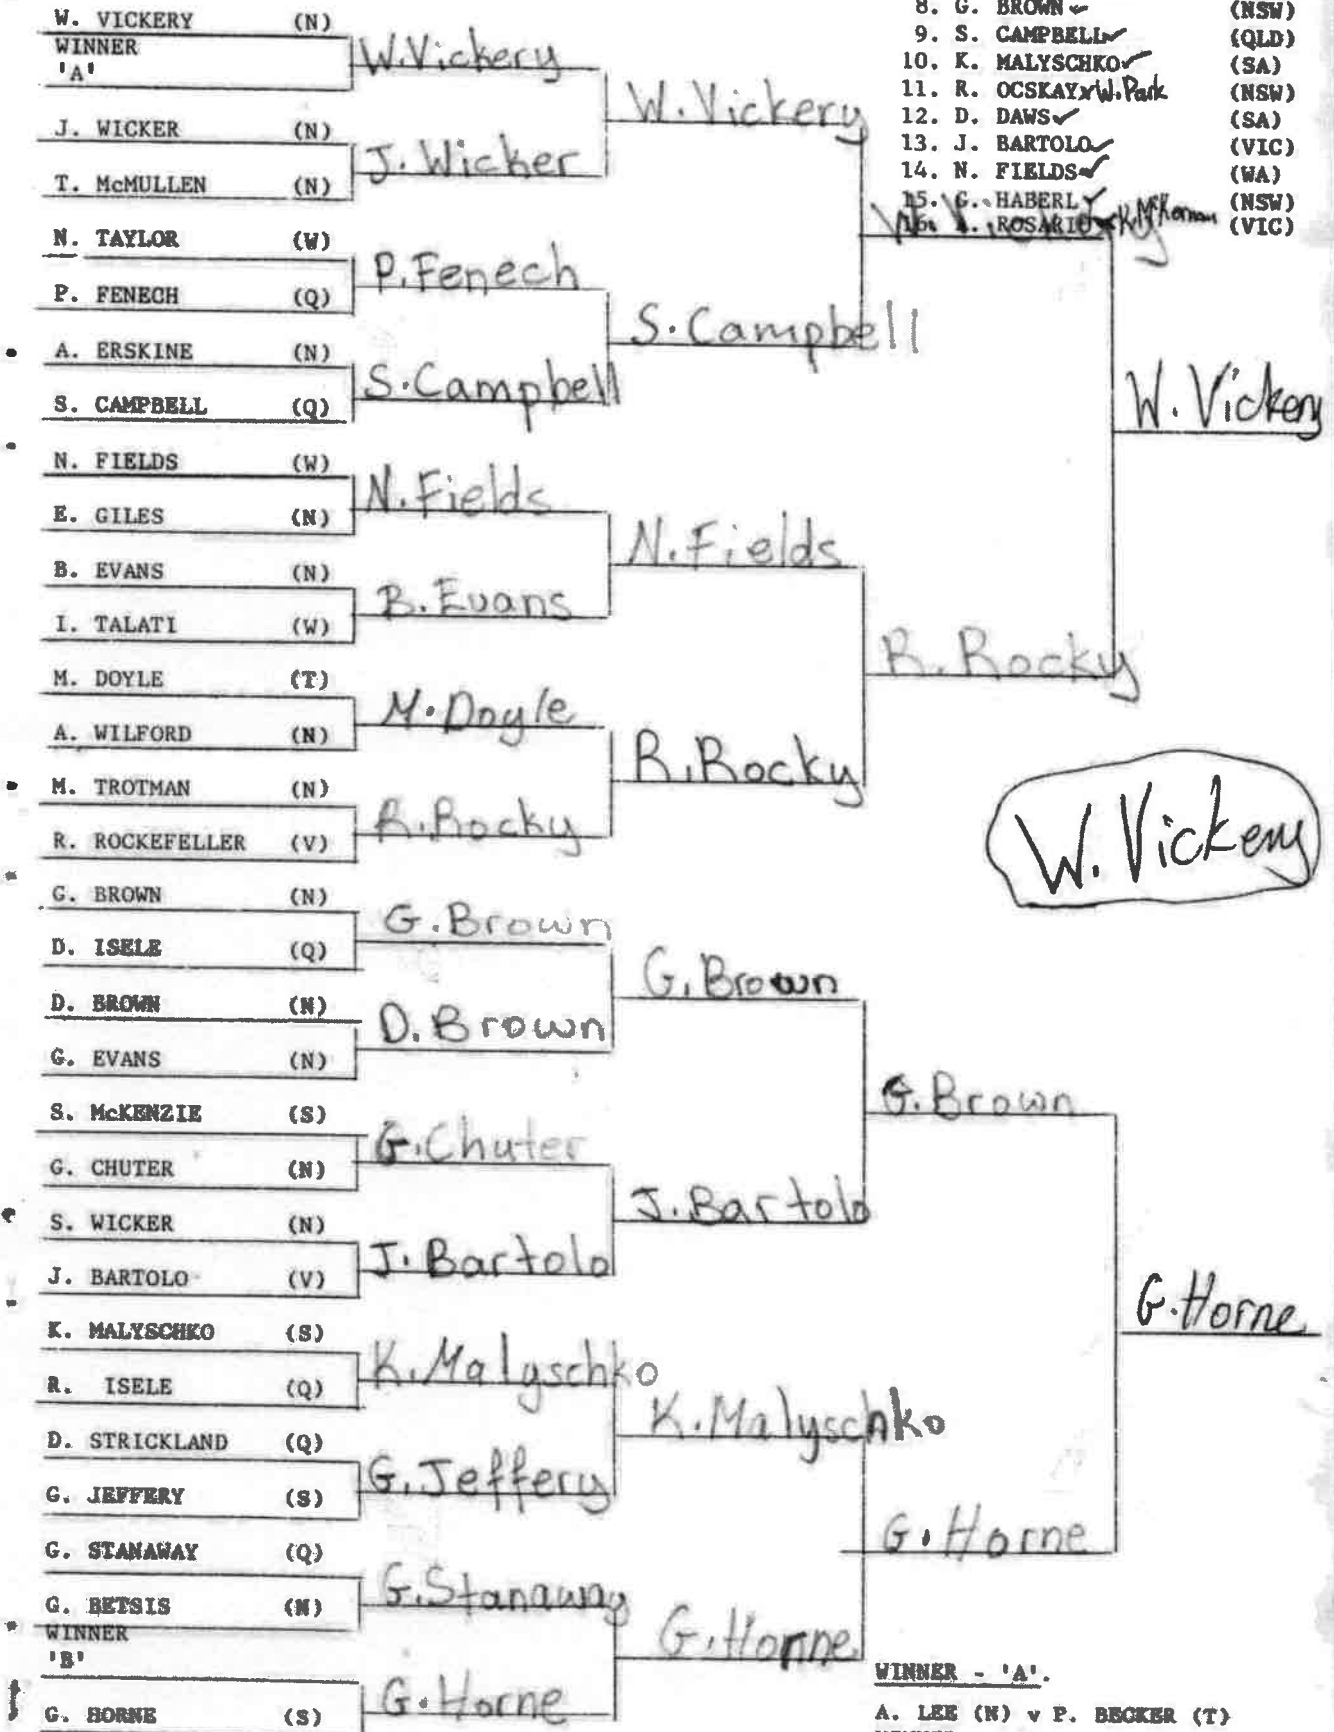 W. VICKERY (N)
WINNER
'A'
J. WICKER (N)
T. McMULLEN (N)
N. TAYLOR (W)
P. FENECH (Q)
A. ERSKINE (N)
S. CAMPBELL (Q)
N. FIELDS (W)
E. GILES (N)
B. EVANS (N)
I. TALATI (W)
M. DOYLE (T)
A. WILFORD (N)
M. TROTMAN (N)
R. ROCKEFELLER (V)
G. BROWN (N)
D. ISELE (Q)
D. BROWN (N)
G. EVANS (N)
S. McKENZIE (S)
G. CHUTER (N)
S. WICKER (N)
J. BARTOLO (V)
K. MALYSCHKO (S)
R. ISELE (Q)
D. STRICKLAND (Q)
G. JEFFERY (S)
G. STANAWAY (Q)
G. BETSIS (N)
WINNER
'B'
G. HORNE (S)
W. Vickery
J. Wicker
P. Fenech
S. Campbell
N. Fields
B. Evans
M. Doyle
R. Rocky
G. Brown
D. Brown
G. Chuter
J. Bartolo
K. Malyschko
G. Jeffery
G. Stanaway
G. Horne
W. Vickery
S. Campbell
N. Fields
R. Rocky
G. Brown
J. Bartolo
K. Malyschko
G. Horne
8. G. BROWN ✓ (NSW)
9. S. CAMPBELL ✓ (QLD)
10. K. MALYSCHKO ✓ (SA)
11. R. OCSKAY x W. Park (NSW)
12. D. DAWS ✓ (SA)
13. J. BARTOLO ✓ (VIC)
14. N. FIELDS ✓ (WA)
15. G. HABERL ✓ (NSW)
ROSARIO (VIC)
R. Rocky
G. Brown
G. Horne
W. Vickery
G. Horne
W. Vickery
WINNER - 'A'.
A. LEE (N) v P. BECKER (T)